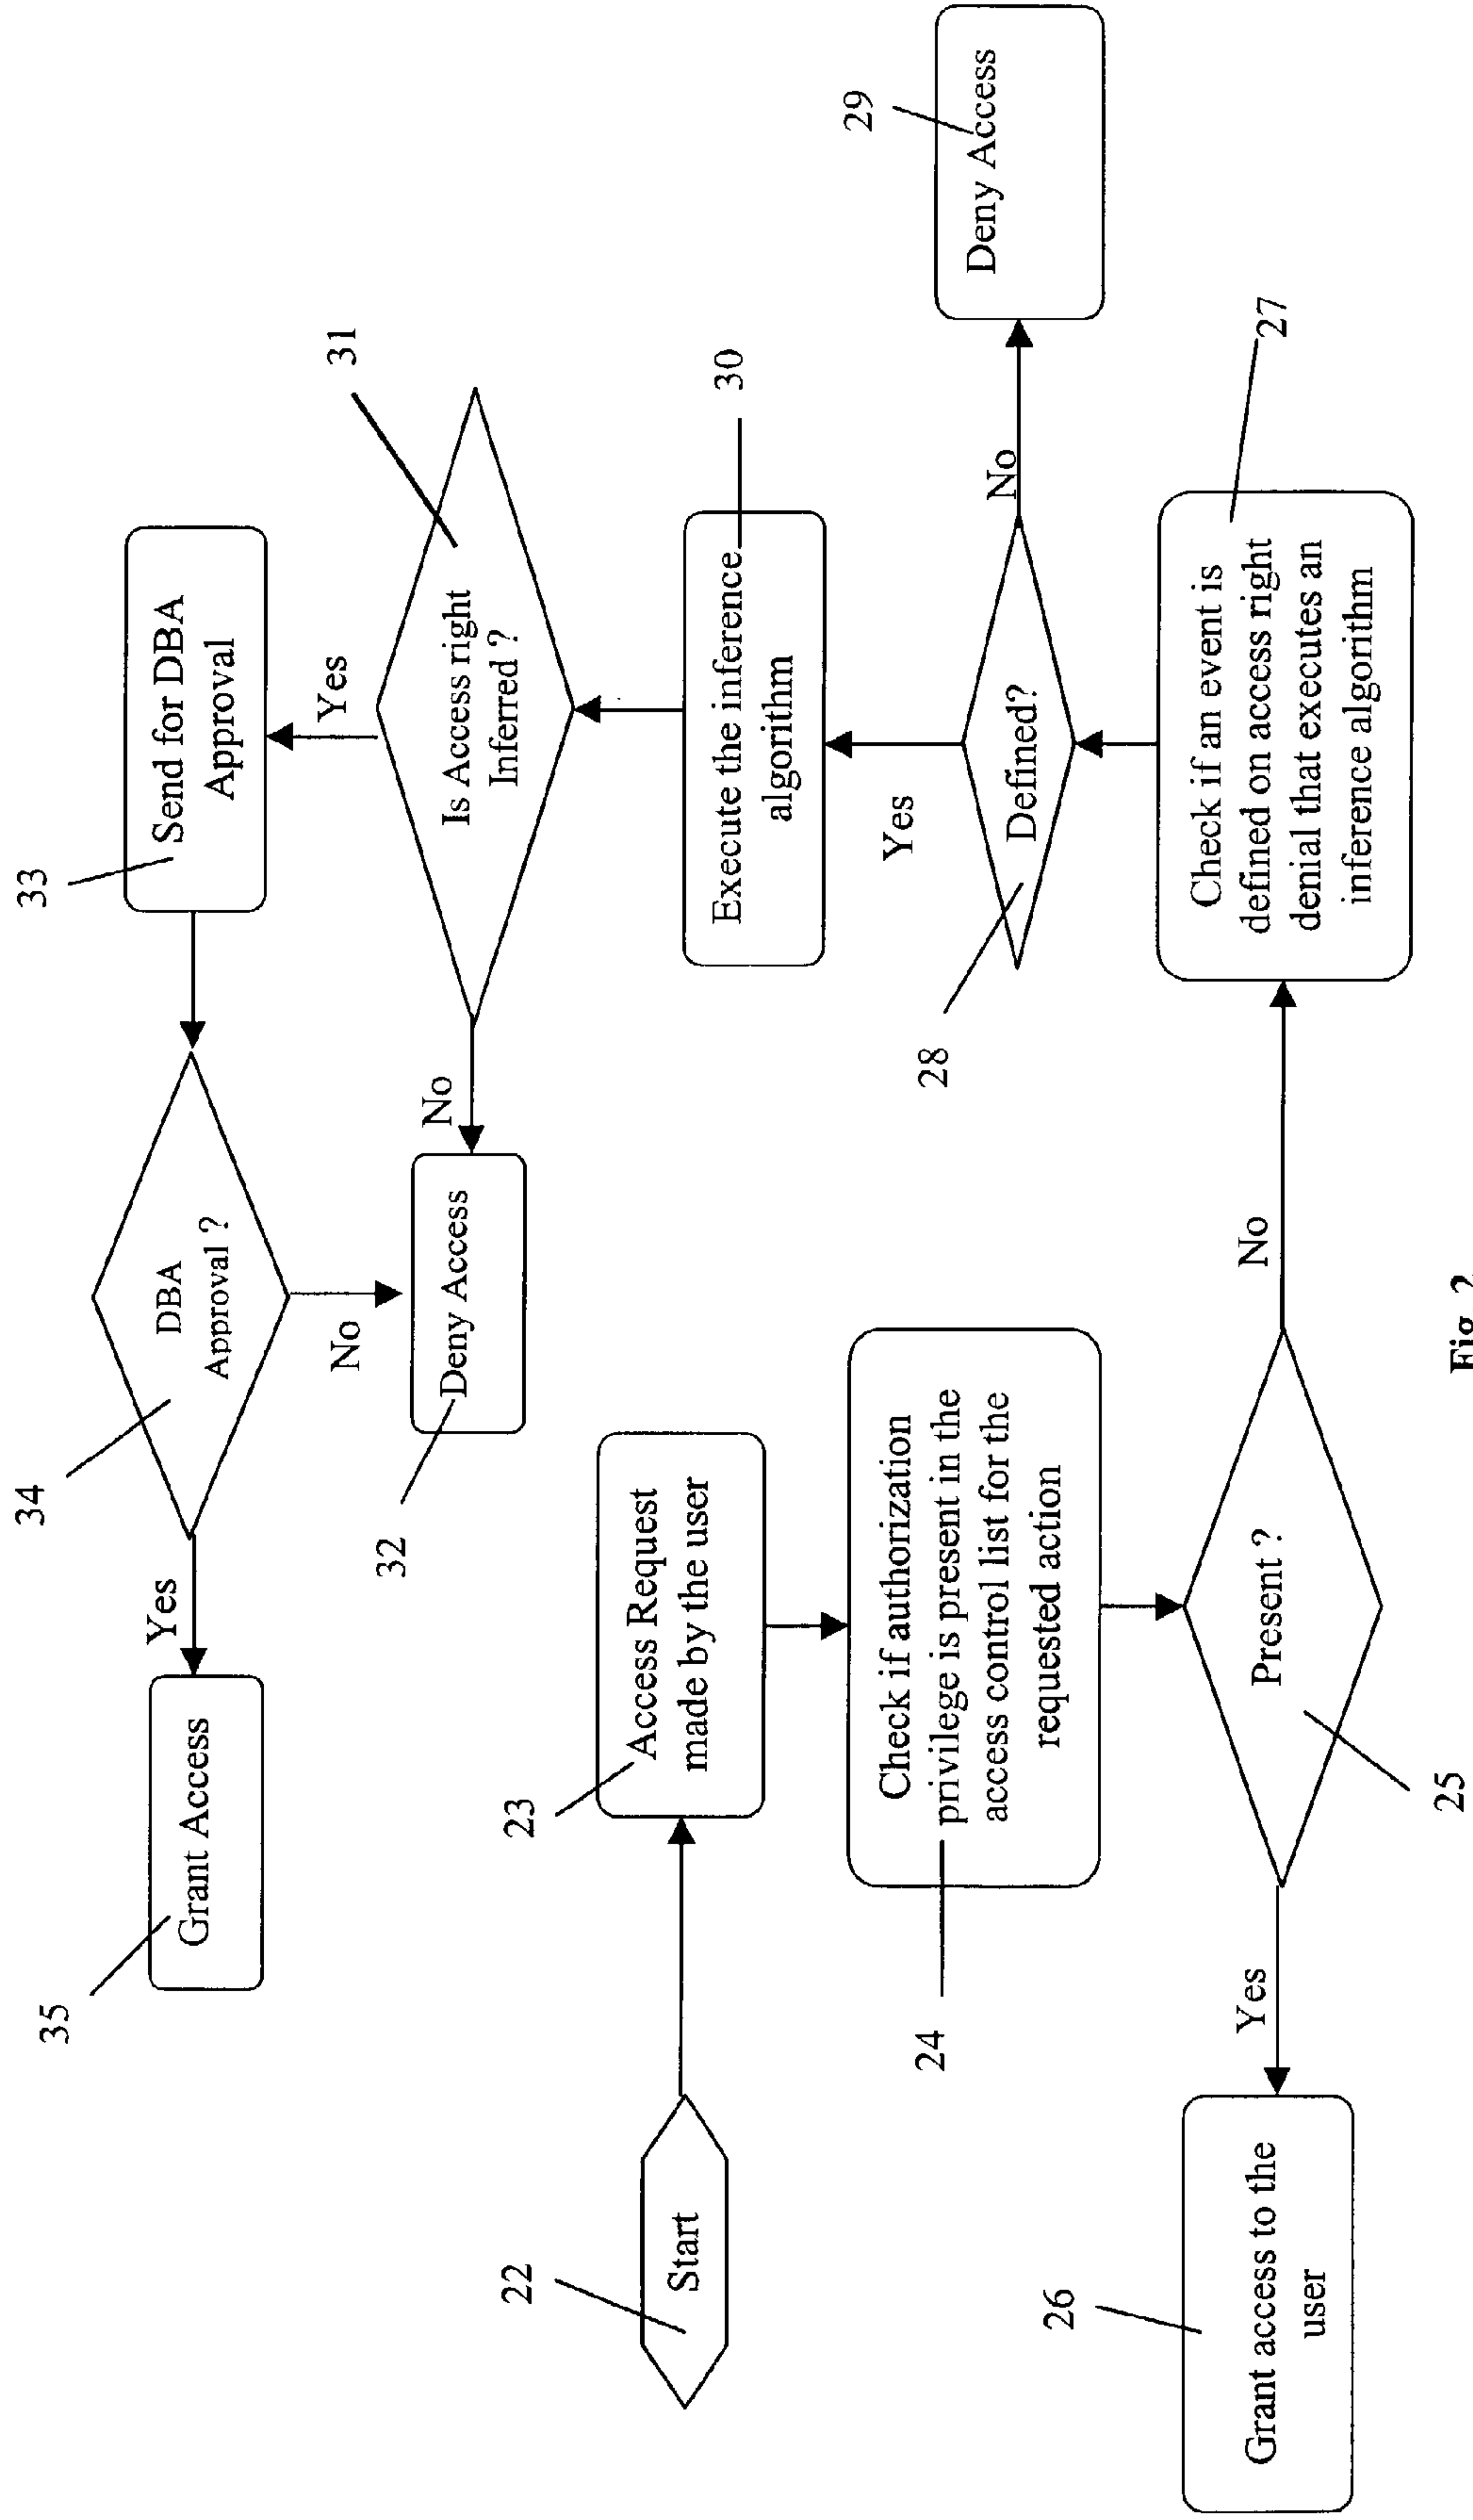 35
Grant Access
Yes
34
DBA
Approval ?
No
33
Send for DBA
Approval
Yes
31
Is Access right
Inferred ?
No
32
Deny Access
22
Start
23
Access Request
made by the user
24
Check if authorization
privilege is present in the
access control list for the
requested action
30
Execute the inference
algorithm
Yes
28
Defined?
No
29
Deny Access
26
Grant access to the
user
Yes
25
Present ?
No
27
Check if an event is
defined on access right
denial that executes an
inference algorithm
Fig. 2